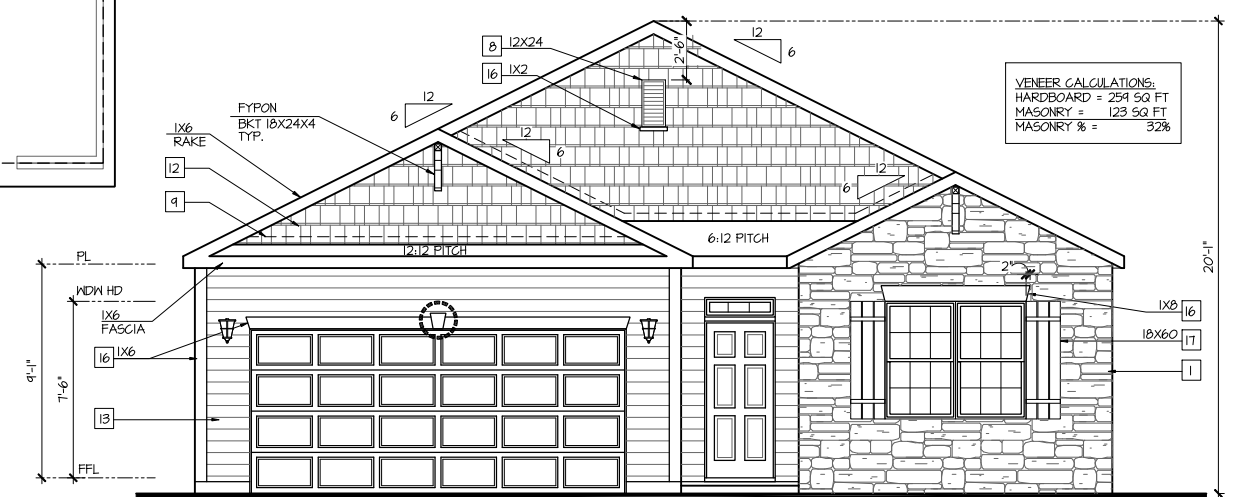 12
6
8 12X24
16 1X2
2'-6"
VENEER CALCULATIONS:
HARDBOARD = 259 SQ FT
MASONRY = 123 SQ FT
MASONRY % = 32%
12
6
FYPON
BKT 18X24X4
TYP.
1X6
RAKE
12
6
12
12
6
9
12:12 PITCH
6:12 PITCH
20'-1"
PL
2"
WDW HD
1X6
FASCIA
1X8 16
16 1X6
18X60 17
9'-1"
7'-6"
1
13
FFL